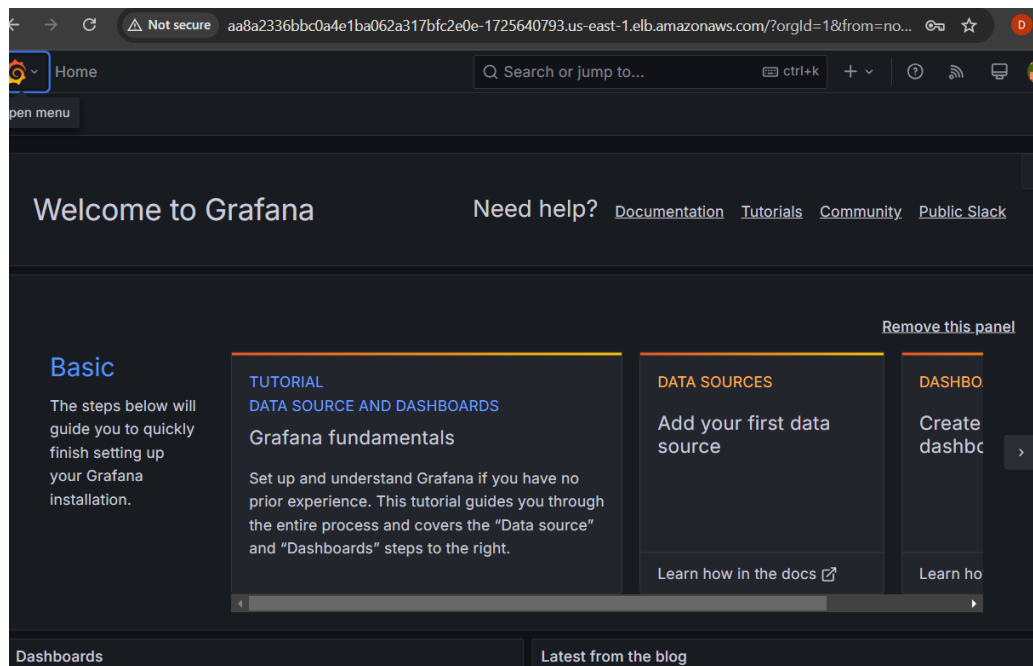 Not secure aa8a2336bbc0a4e1ba062a317bfc2e0e-1725640793.us-east-1.elb.amazonaws.com/?orgId=1&from=no... D
Home
Search or jump to...
ctrl+k
pen menu
Welcome to Grafana
Need help? Documentation Tutorials Community Public Slack
Remove this panel
Basic
The steps below will
guide you to quickly
finish setting up
your Grafana
installation.
TUTORIAL
DATA SOURCE AND DASHBOARDS
Grafana fundamentals
Set up and understand Grafana if you have no
prior experience. This tutorial guides you through
the entire process and covers the “Data source”
and “Dashboards” steps to the right.
DATA SOURCES
Add your first data
source
Learn how in the docs
DASHBO
Create
dashbo
Learn ho
Dashboards
Latest from the blog